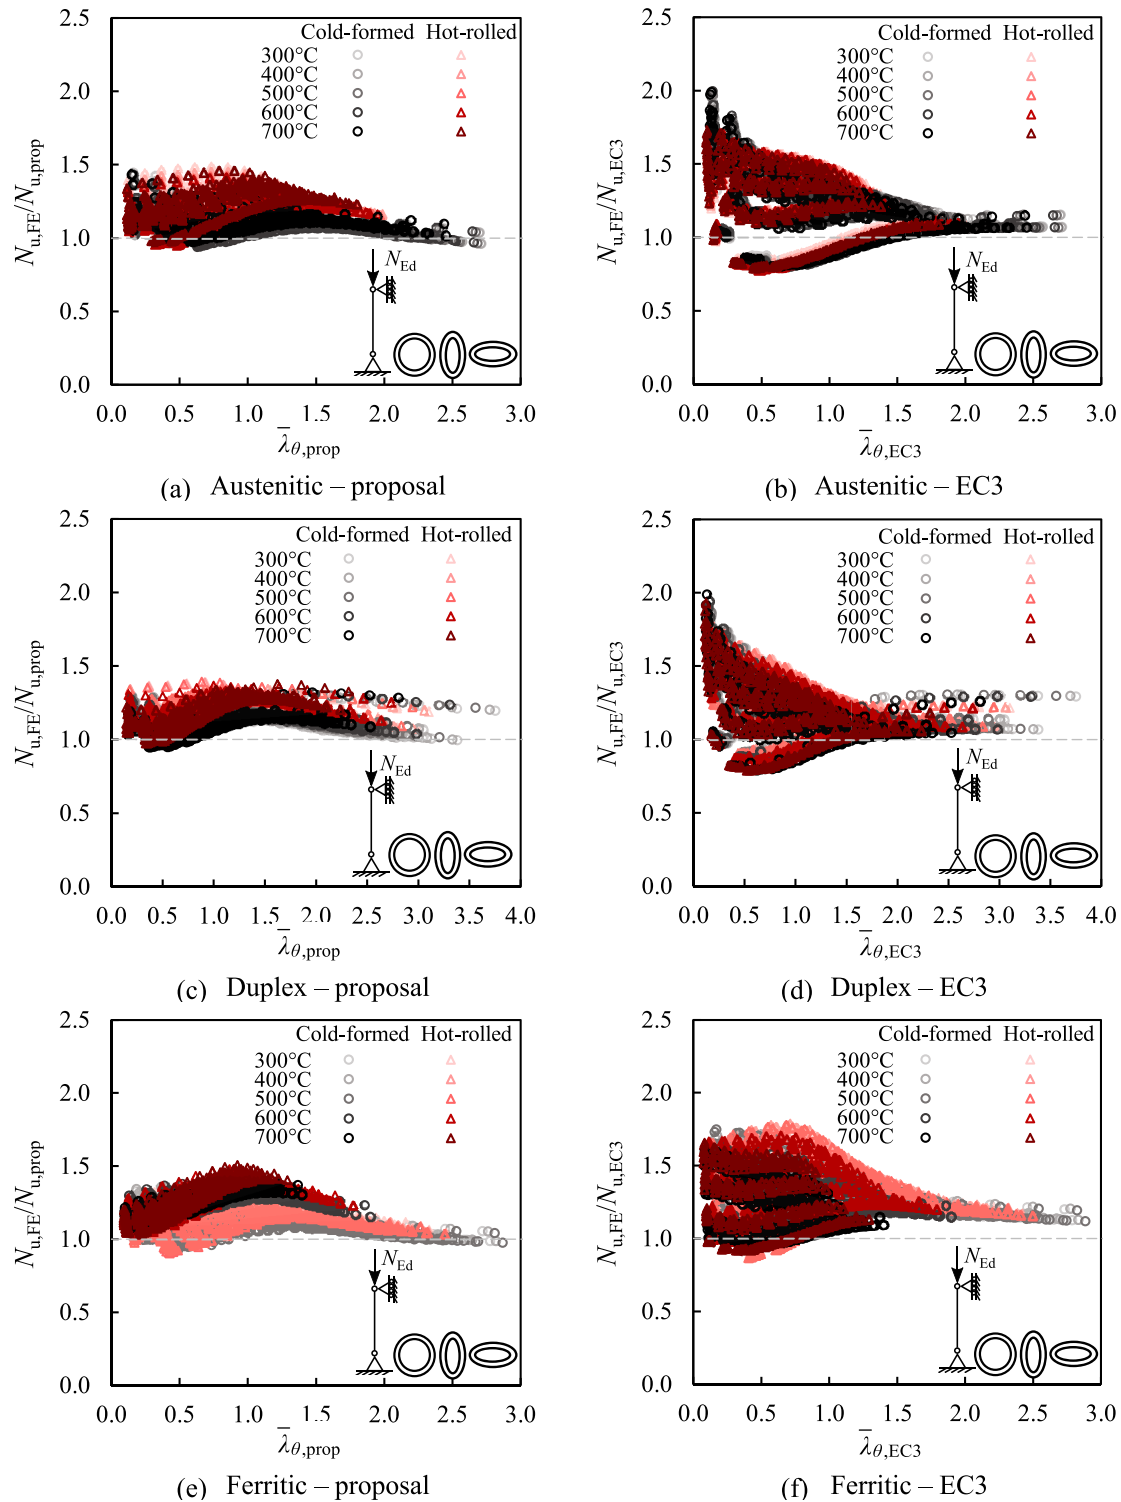 2.5
2.0
1.5
1.0
0.5
0.0
N_u,FE/N_u,prop
Cold-formed Hot-rolled
300°C
400°C
500°C
600°C
700°C
N_Ed
0.0 0.5 1.0 1.5 2.0 2.5 3.0
λ̅_θ,prop
(a) Austenitic – proposal
2.5
2.0
1.5
1.0
0.5
0.0
N_u,FE/N_u,EC3
Cold-formed Hot-rolled
300°C
400°C
500°C
600°C
700°C
N_Ed
0.0 0.5 1.0 1.5 2.0 2.5 3.0
λ̅_θ,EC3
(b) Austenitic – EC3
2.5
2.0
1.5
1.0
0.5
0.0
N_u,FE/N_u,prop
Cold-formed Hot-rolled
300°C
400°C
500°C
600°C
700°C
N_Ed
0.0 0.5 1.0 1.5 2.0 2.5 3.0 3.5 4.0
λ̅_θ,prop
(c) Duplex – proposal
2.5
2.0
1.5
1.0
0.5
0.0
N_u,FE/N_u,EC3
Cold-formed Hot-rolled
300°C
400°C
500°C
600°C
700°C
N_Ed
0.0 0.5 1.0 1.5 2.0 2.5 3.0 3.5 4.0
λ̅_θ,EC3
(d) Duplex – EC3
2.5
2.0
1.5
1.0
0.5
0.0
N_u,FE/N_u,prop
Cold-formed Hot-rolled
300°C
400°C
500°C
600°C
700°C
N_Ed
0.0 0.5 1.0 1.5 2.0 2.5 3.0
λ̅_θ,prop
(e) Ferritic – proposal
2.5
2.0
1.5
1.0
0.5
0.0
N_u,FE/N_u,EC3
Cold-formed Hot-rolled
300°C
400°C
500°C
600°C
700°C
N_Ed
0.0 0.5 1.0 1.5 2.0 2.5 3.0
λ̅_θ,EC3
(f) Ferritic – EC3